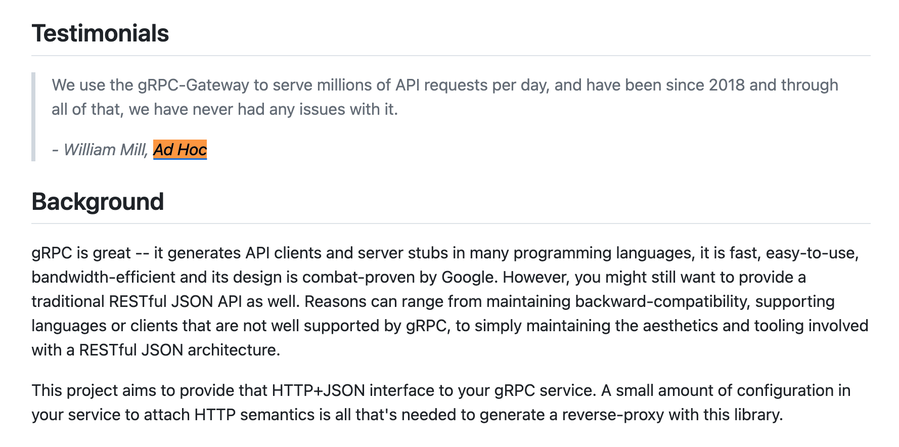 Testimonials
We use the gRPC-Gateway to serve millions of API requests per day, and have been since 2018 and through
all of that, we have never had any issues with it.
- William Mill, Ad Hoc
Background
gRPC is great -- it generates API clients and server stubs in many programming languages, it is fast, easy-to-use,
bandwidth-efficient and its design is combat-proven by Google. However, you might still want to provide a
traditional RESTful JSON API as well. Reasons can range from maintaining backward-compatibility, supporting
languages or clients that are not well supported by gRPC, to simply maintaining the aesthetics and tooling involved
with a RESTful JSON architecture.
This project aims to provide that HTTP+JSON interface to your gRPC service. A small amount of configuration in
your service to attach HTTP semantics is all that's needed to generate a reverse-proxy with this library.